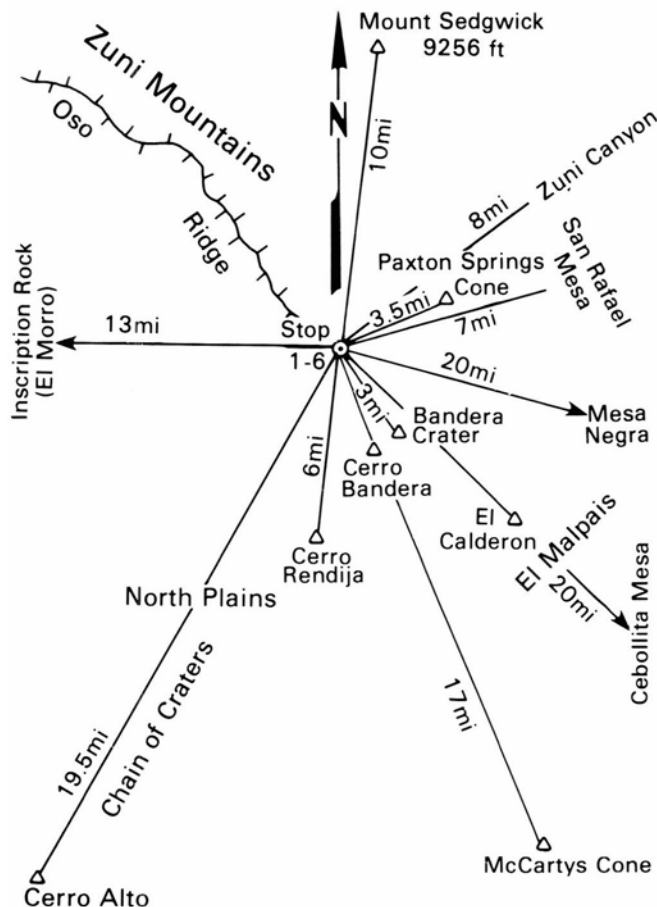 Mount Sedgwick
9256 ft
Zuni Mountains
Oso
Ridge
N
10mi
Zuni Canyon
8mi
San Rafael
Mesa
Paxton Springs
Cone
3.5mi
7mi
Inscription Rock
(El Morro)
13mi
Stop
1-6
20mi
Mesa
Negra
3mi
Bandera
Crater
6mi
Cerro
Bandera
El
Calderon
El Malpais
20mi
Cebollita Mesa
Cerro
Rendija
North Plains
Chain of Craters
17mi
19.5mi
McCartys Cone
Cerro Alto